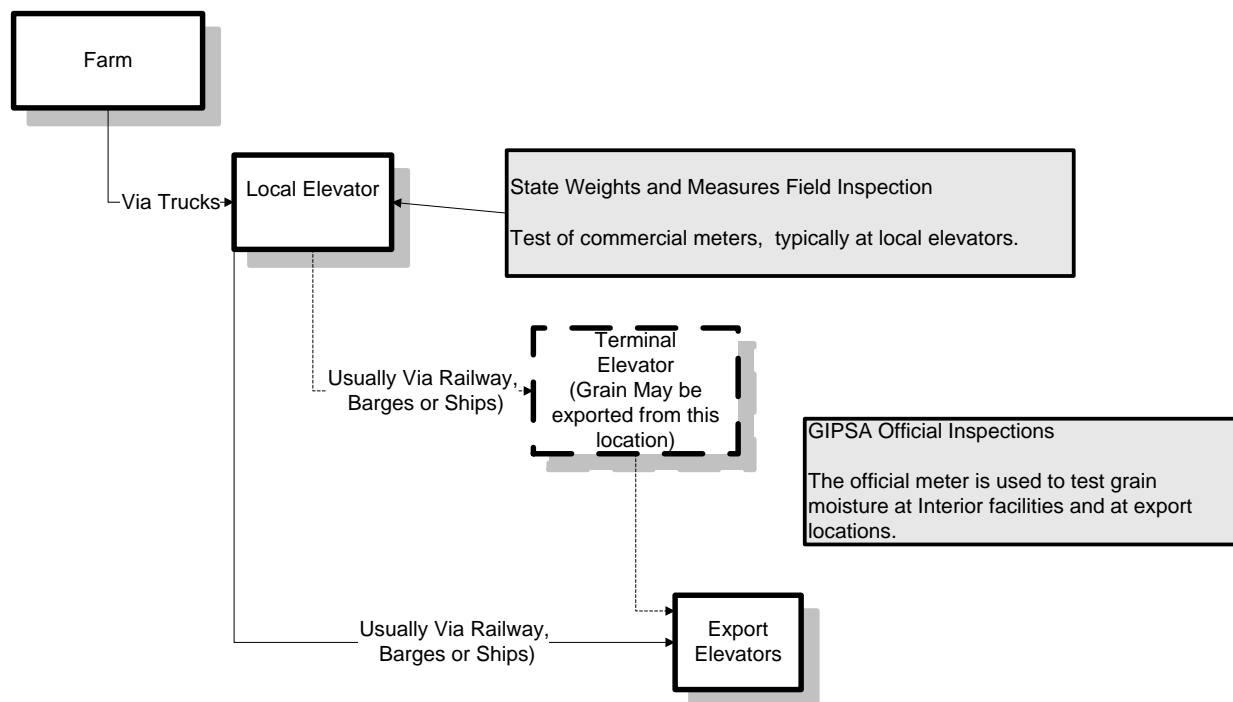 Farm
Via Trucks
Local Elevator
State Weights and Measures Field Inspection
Test of commercial meters, typically at local elevators.
Usually Via Railway,
Barges or Ships)
Terminal
Elevator
(Grain May be
exported from this
location)
GIPSA Official Inspections
The official meter is used to test grain
moisture at Interior facilities and at export
locations.
Usually Via Railway,
Barges or Ships)
Export
Elevators